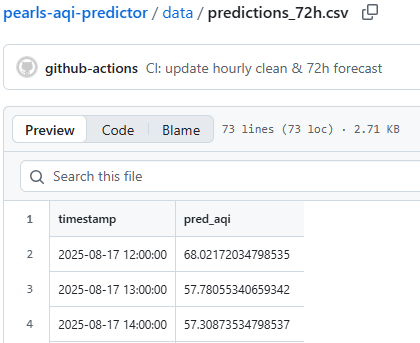 pearls-aqi-predictor / data / predictions_72h.csv
github-actions CI: update hourly clean & 72h forecast
Preview Code Blame 73 lines (73 loc) · 2.71 KB
Search this file
1 timestamp pred_aqi
2 2025-08-17 12:00:00 68.02172034798535
3 2025-08-17 13:00:00 57.78055340659342
4 2025-08-17 14:00:00 57.30873534798537